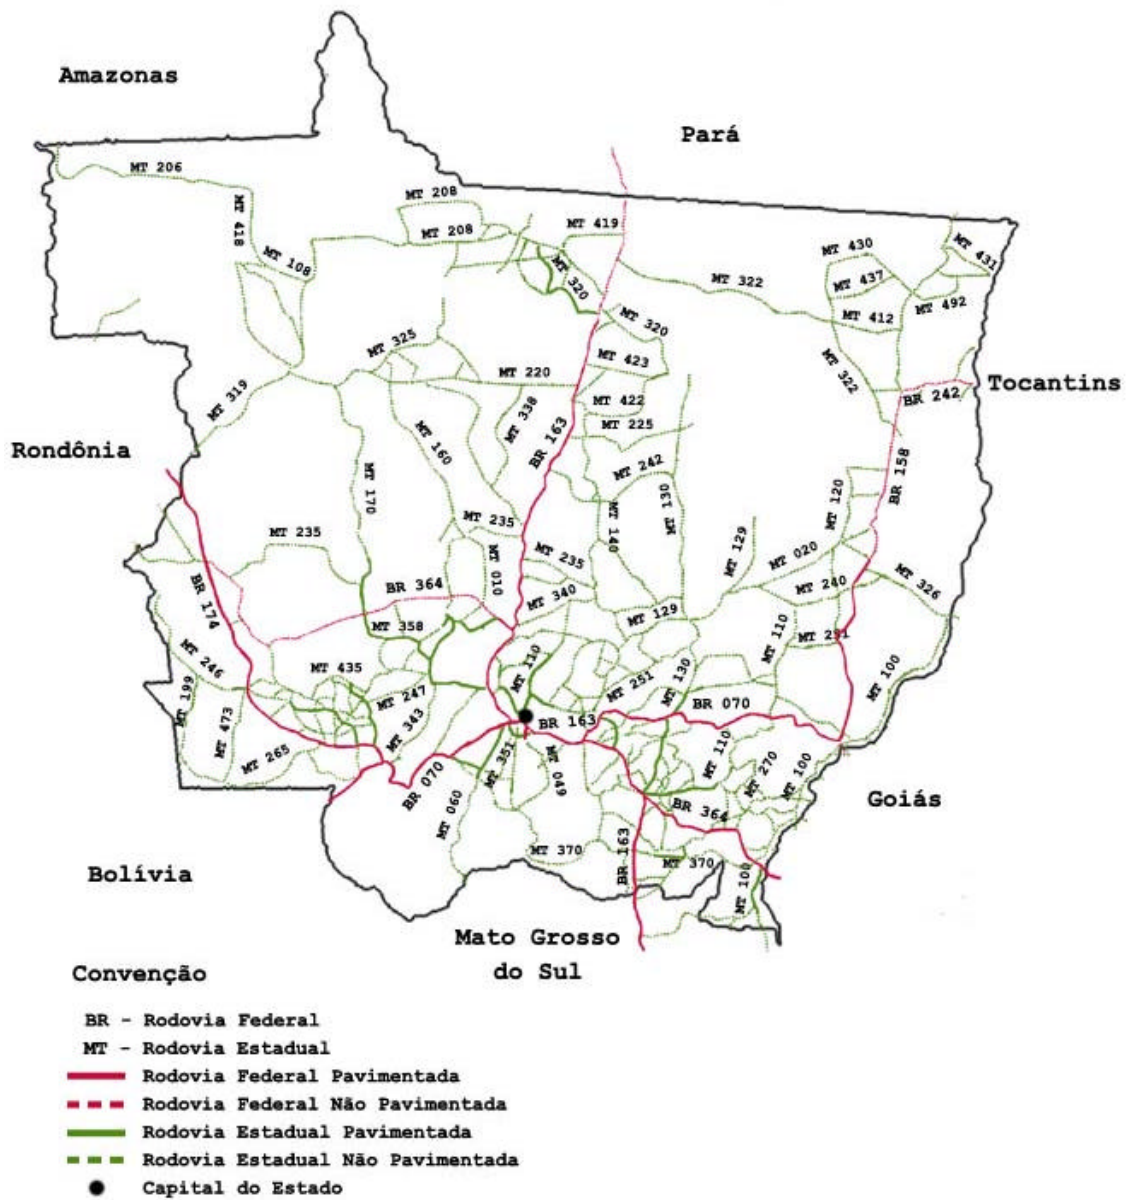 Amazonas
Pará
MT 206
MT 208
MT 418
MT 208
MT 419
MT 108
MT 320
MT 322
MT 430
MT 431
MT 437
MT 492
MT 412
MT 320
MT 325
MT 423
MT 220
MT 322
Tocantins
BR 242
MT 319
MT 338
MT 422
MT 225
Rondônia
MT 160
BR 163
MT 242
BR 158
MT 170
MT 130
MT 120
MT 235
MT 235
MT 140
MT 129
MT 010
MT 235
MT 020
BR 364
MT 340
MT 240
MT 326
BR 174
MT 358
MT 129
MT 110
MT 231
MT 246
MT 435
MT 110
MT 251
MT 130
MT 100
MT 199
MT 247
BR 070
MT 473
MT 343
BR 163
MT 265
MT 351
MT 049
MT 110
MT 270
MT 100
BR 070
MT 060
BR 364
Goiás
Bolívia
MT 370
BR 163
MT 370
MT 100
Mato Grosso
do Sul
Convenção
BR - Rodovia Federal
MT - Rodovia Estadual
Rodovia Federal Pavimentada
Rodovia Federal Não Pavimentada
Rodovia Estadual Pavimentada
Rodovia Estadual Não Pavimentada
Capital do Estado